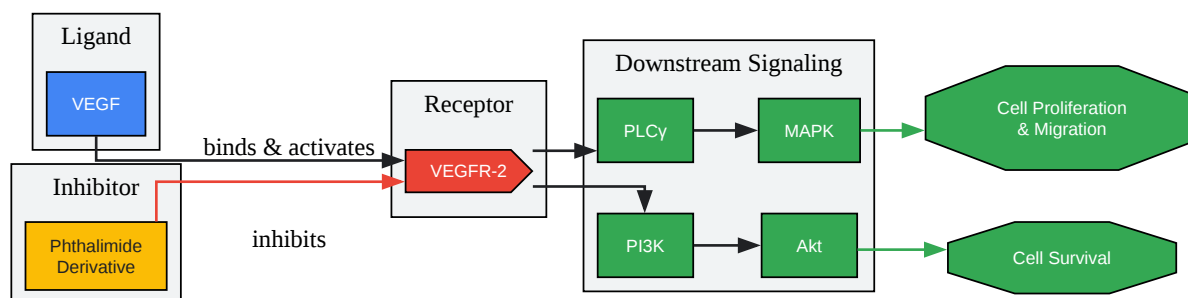 Ligand
VEGF
binds & activates
Inhibitor
Phthalimide
Derivative
inhibits
Receptor
VEGFR-2
Downstream Signaling
PLCγ
MAPK
PI3K
Akt
Cell Proliferation
& Migration
Cell Survival